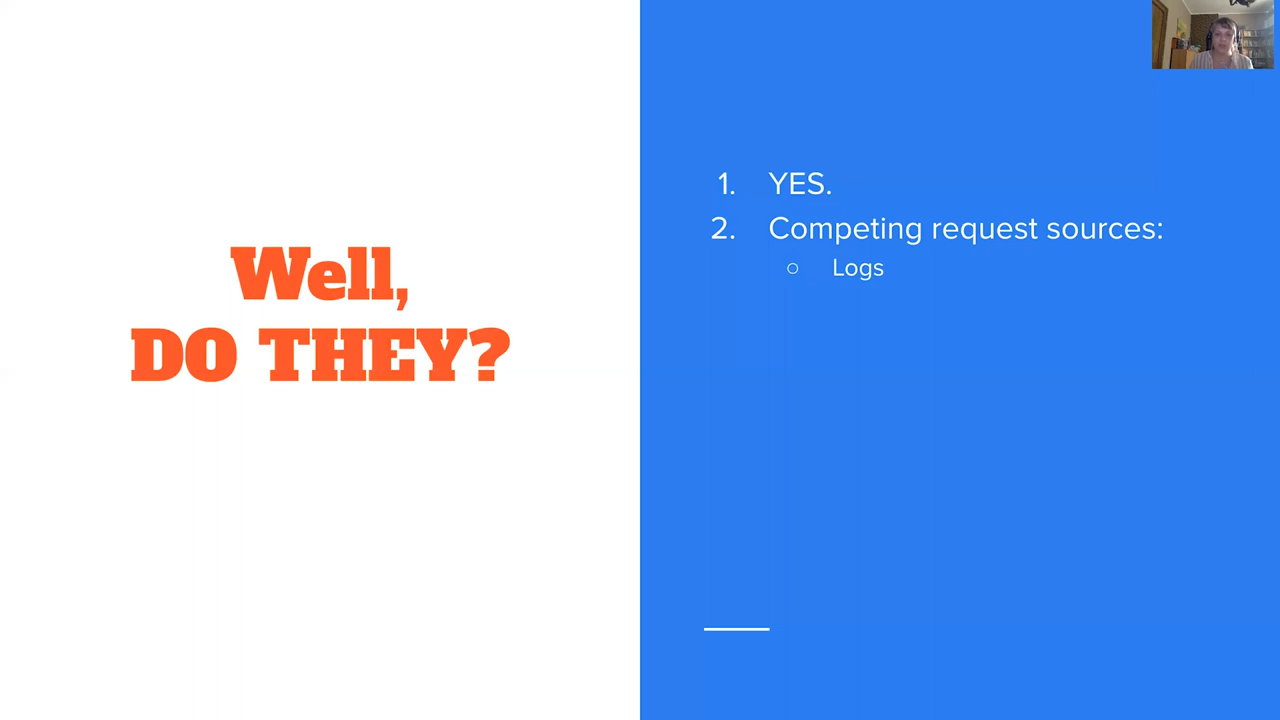 Well,
DO THEY?
1. YES.
2. Competing request sources:
○ Logs